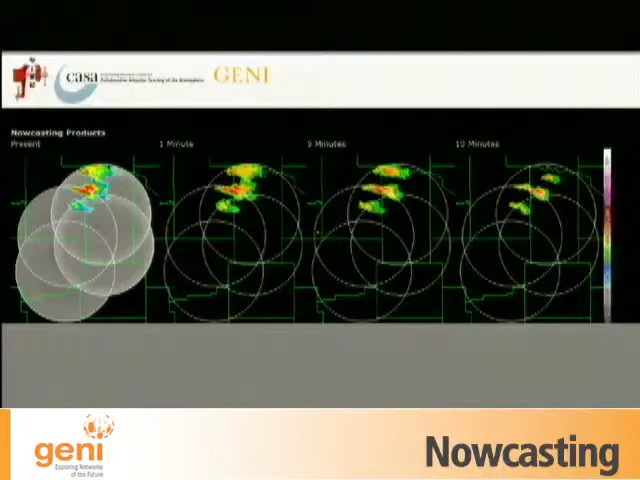 casa
GENI
Nowcasting Products
Present
1 Minute
5 Minutes
10 Minutes
geni
Exploring Networks
of the Future
Nowcasting